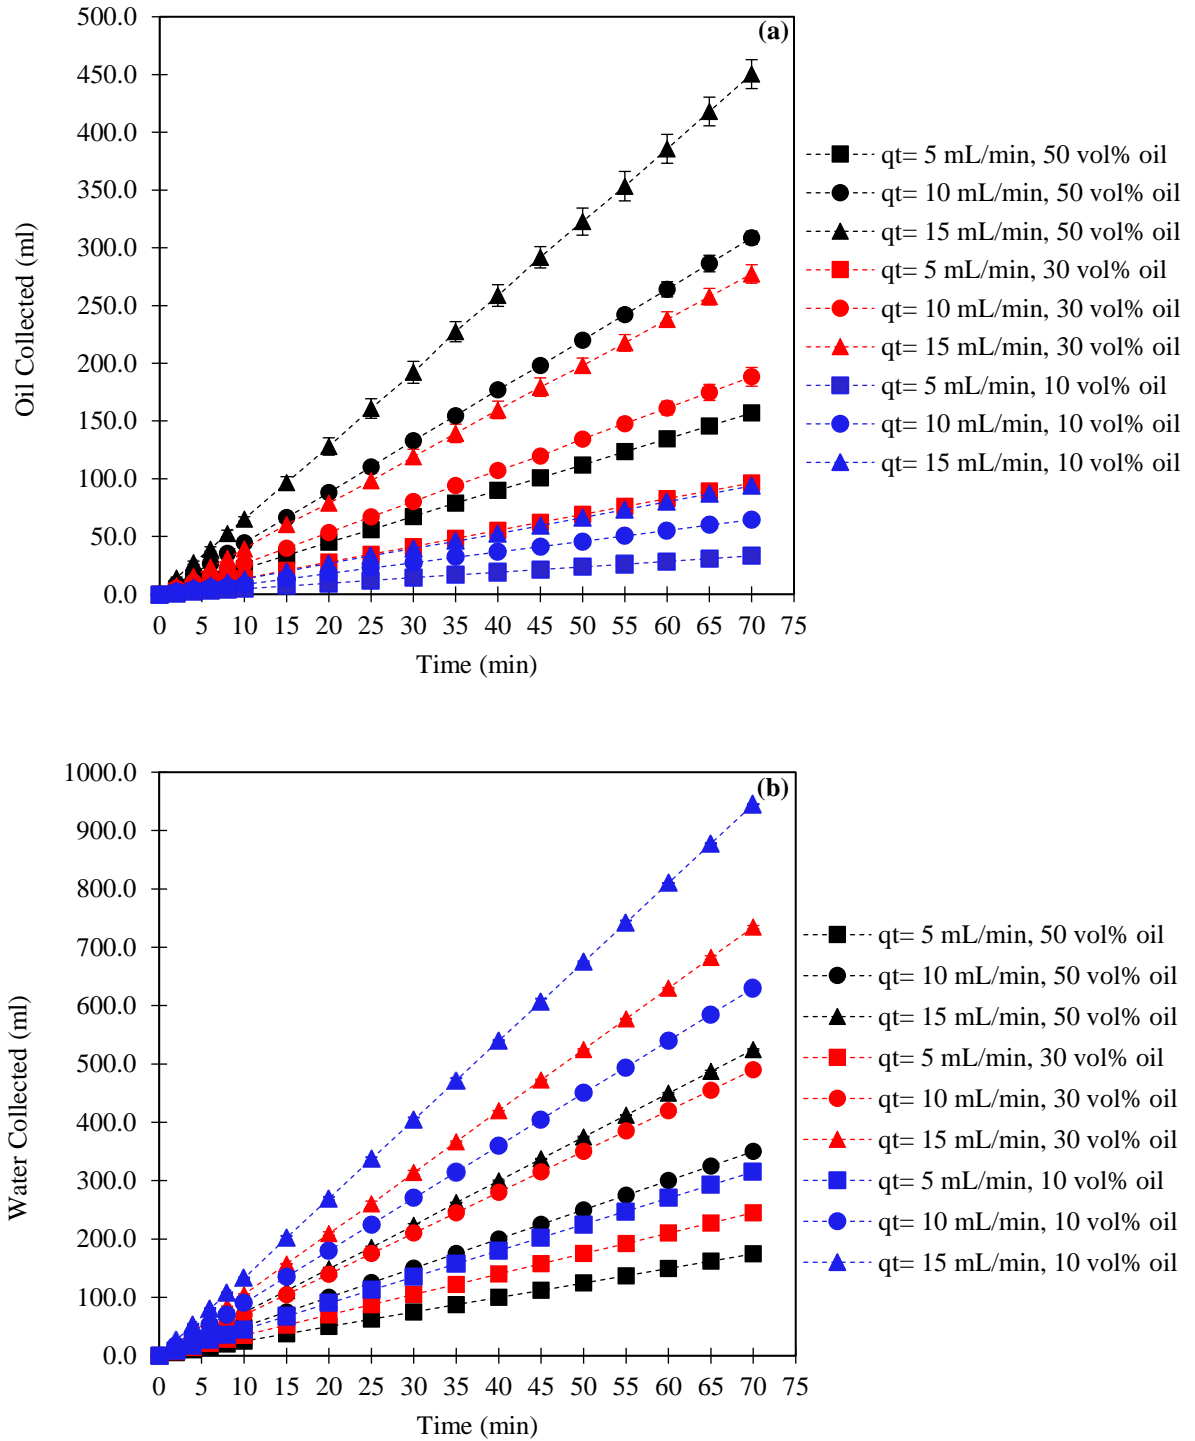 (a)
500.0
450.0
400.0
350.0
300.0
250.0
200.0
150.0
100.0
50.0
0.0
Oil Collected (ml)
0 5 10 15 20 25 30 35 40 45 50 55 60 65 70 75
Time (min)
qt= 5 mL/min, 50 vol% oil
qt= 10 mL/min, 50 vol% oil
qt= 15 mL/min, 50 vol% oil
qt= 5 mL/min, 30 vol% oil
qt= 10 mL/min, 30 vol% oil
qt= 15 mL/min, 30 vol% oil
qt= 5 mL/min, 10 vol% oil
qt= 10 mL/min, 10 vol% oil
qt= 15 mL/min, 10 vol% oil
(b)
1000.0
900.0
800.0
700.0
600.0
500.0
400.0
300.0
200.0
100.0
0.0
Water Collected (ml)
0 5 10 15 20 25 30 35 40 45 50 55 60 65 70 75
Time (min)
qt= 5 mL/min, 50 vol% oil
qt= 10 mL/min, 50 vol% oil
qt= 15 mL/min, 50 vol% oil
qt= 5 mL/min, 30 vol% oil
qt= 10 mL/min, 30 vol% oil
qt= 15 mL/min, 30 vol% oil
qt= 5 mL/min, 10 vol% oil
qt= 10 mL/min, 10 vol% oil
qt= 15 mL/min, 10 vol% oil